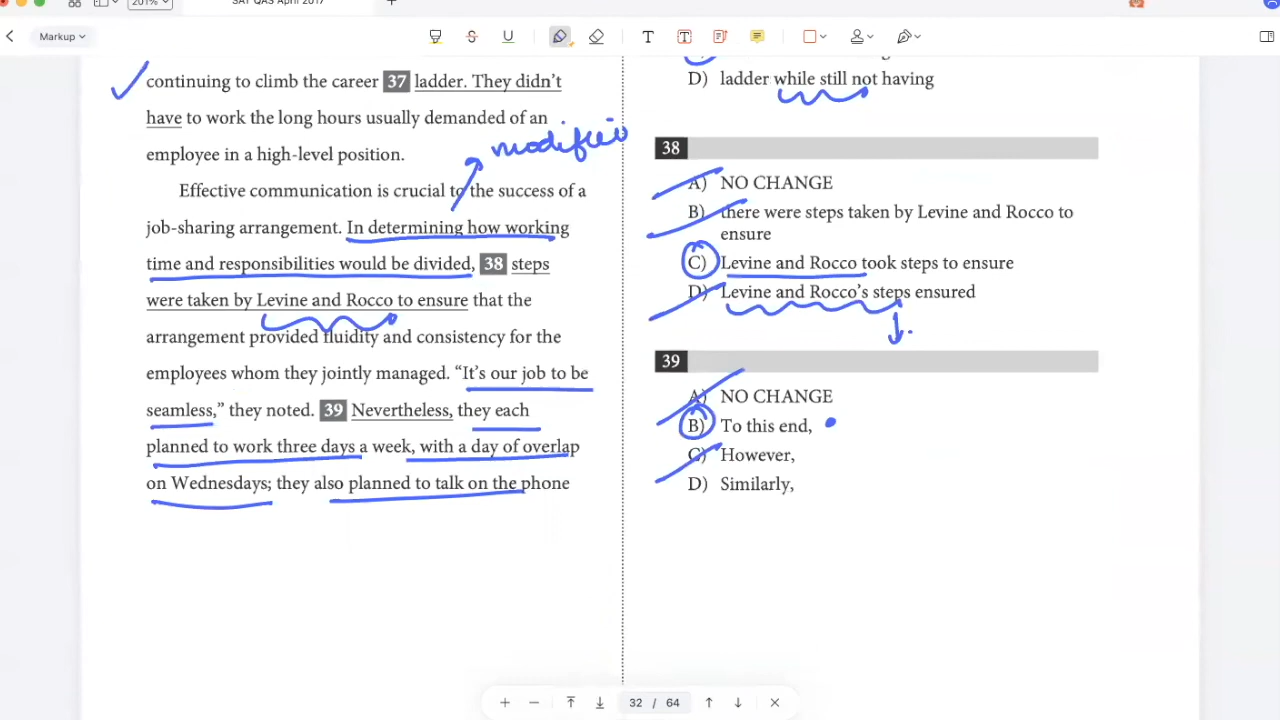 201%
SAT QAS April 2017
Markup
continuing to climb the career 37 ladder. They didn't
have to work the long hours usually demanded of an
employee in a high-level position.
modifies
Effective communication is crucial to the success of a
job-sharing arrangement. In determining how working
time and responsibilities would be divided, 38 steps
were taken by Levine and Rocco to ensure that the
arrangement provided fluidity and consistency for the
employees whom they jointly managed. "It's our job to be
seamless," they noted. 39 Nevertheless, they each
planned to work three days a week, with a day of overlap
on Wednesdays; they also planned to talk on the phone
D) ladder while still not having
38
A) NO CHANGE
B) there were steps taken by Levine and Rocco to
ensure
C) Levine and Rocco took steps to ensure
D) Levine and Rocco's steps ensured
39
A) NO CHANGE
B) To this end,
C) However,
D) Similarly,
32 / 64